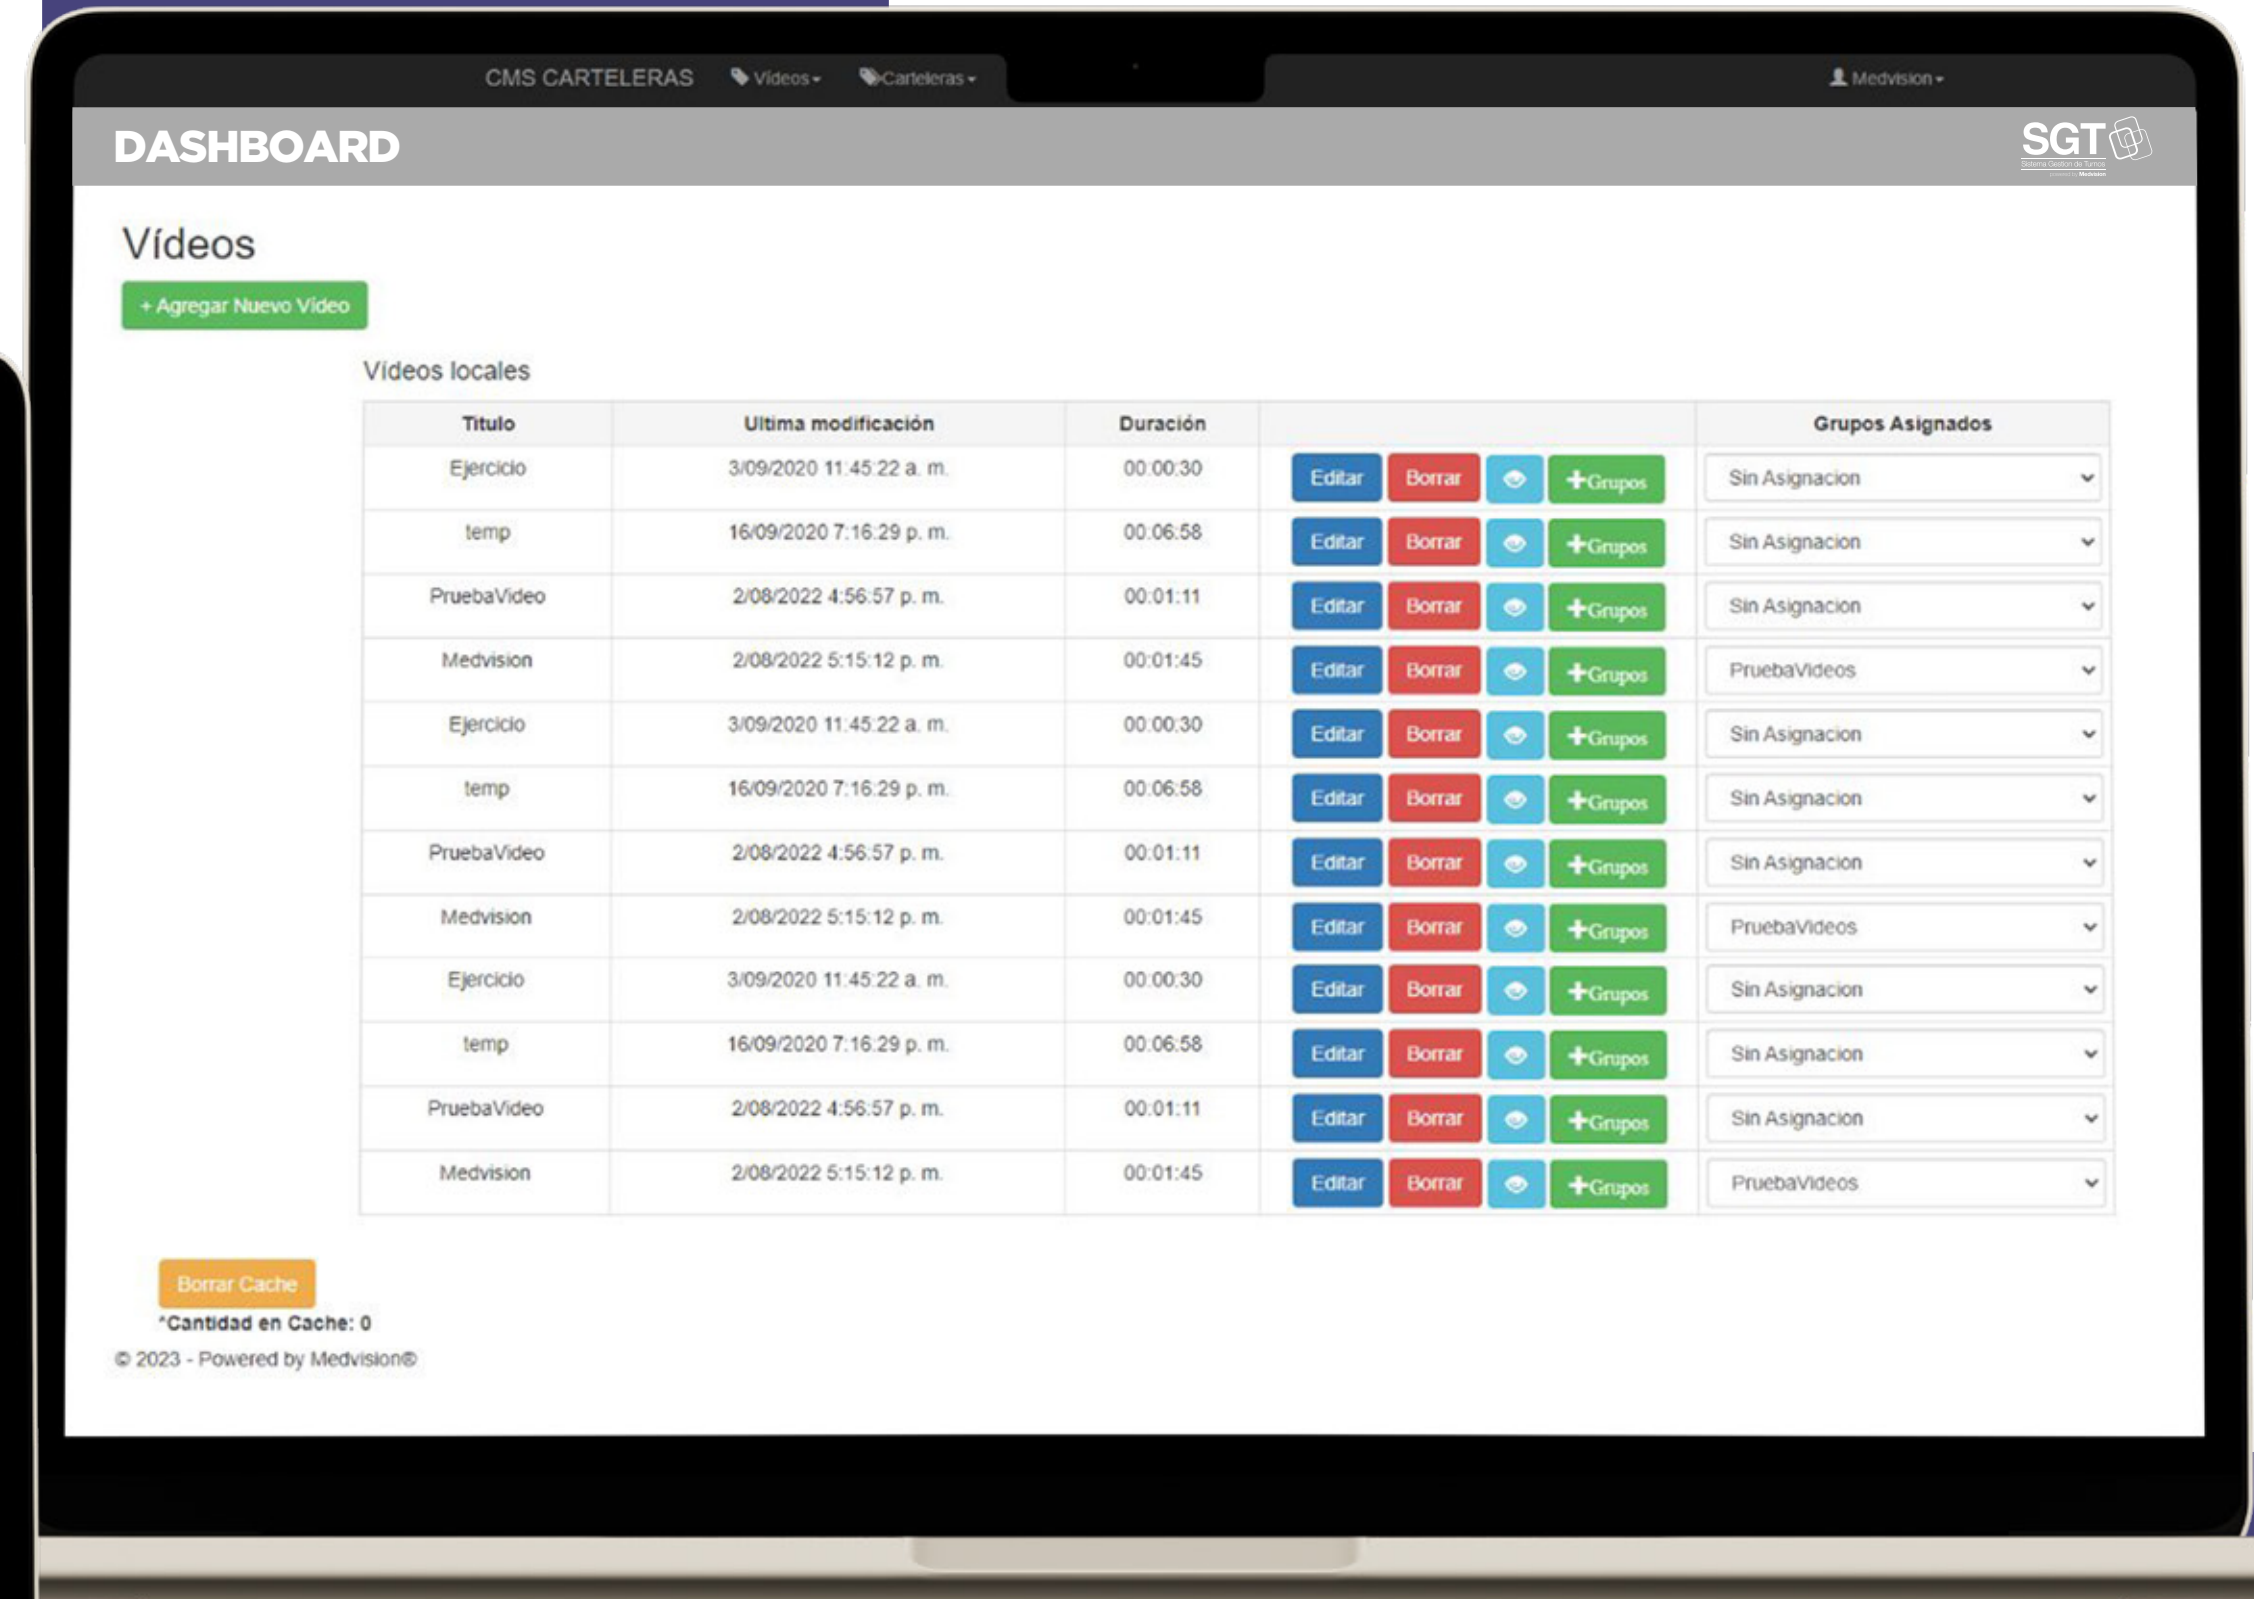 CMS CARTELERAS Vídeos Carteleras Medvision
DASHBOARD
SGT
Sistema Gestion de Turnos
powered by Medvision
Vídeos
+ Agregar Nuevo Vídeo
Vídeos locales
Titulo Ultima modificación Duración Grupos Asignados
Ejercicio 3/09/2020 11:45:22 a. m. 00:00:30 Editar Borrar +Grupos Sin Asignacion
temp 16/09/2020 7:16:29 p. m. 00:06:58 Editar Borrar +Grupos Sin Asignacion
PruebaVideo 2/08/2022 4:56:57 p. m. 00:01:11 Editar Borrar +Grupos Sin Asignacion
Medvision 2/08/2022 5:15:12 p. m. 00:01:45 Editar Borrar +Grupos PruebaVideos
Ejercicio 3/09/2020 11:45:22 a. m. 00:00:30 Editar Borrar +Grupos Sin Asignacion
temp 16/09/2020 7:16:29 p. m. 00:06:58 Editar Borrar +Grupos Sin Asignacion
PruebaVideo 2/08/2022 4:56:57 p. m. 00:01:11 Editar Borrar +Grupos Sin Asignacion
Medvision 2/08/2022 5:15:12 p. m. 00:01:45 Editar Borrar +Grupos PruebaVideos
Ejercicio 3/09/2020 11:45:22 a. m. 00:00:30 Editar Borrar +Grupos Sin Asignacion
temp 16/09/2020 7:16:29 p. m. 00:06:58 Editar Borrar +Grupos Sin Asignacion
PruebaVideo 2/08/2022 4:56:57 p. m. 00:01:11 Editar Borrar +Grupos Sin Asignacion
Medvision 2/08/2022 5:15:12 p. m. 00:01:45 Editar Borrar +Grupos PruebaVideos
Borrar Cache
*Cantidad en Cache: 0
© 2023 - Powered by Medvision®